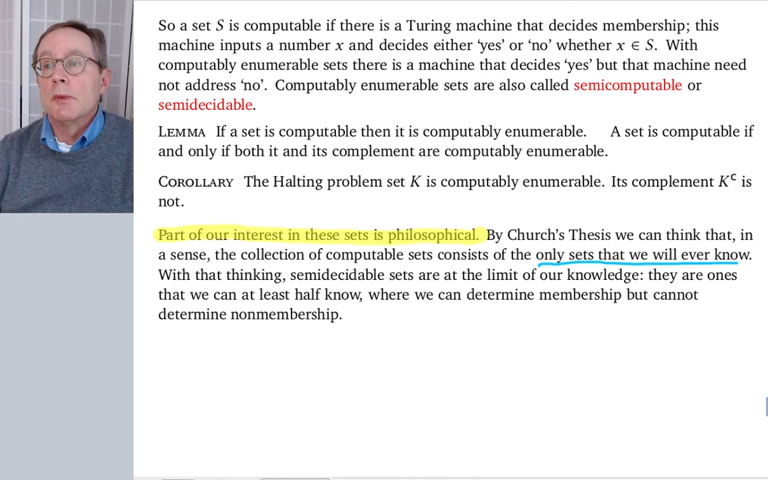 So a set S is computable if there is a Turing machine that decides membership; this
machine inputs a number x and decides either ‘yes’ or ‘no’ whether x ∈ S. With
computably enumerable sets there is a machine that decides ‘yes’ but that machine need
not address ‘no’. Computably enumerable sets are also called semicomputable or
semidecidable.
LEMMA If a set is computable then it is computably enumerable. A set is computable if
and only if both it and its complement are computably enumerable.
COROLLARY The Halting problem set K is computably enumerable. Its complement Kᶜ is
not.
Part of our interest in these sets is philosophical. By Church’s Thesis we can think that, in
a sense, the collection of computable sets consists of the only sets that we will ever know.
With that thinking, semidecidable sets are at the limit of our knowledge: they are ones
that we can at least half know, where we can determine membership but cannot
determine nonmembership.